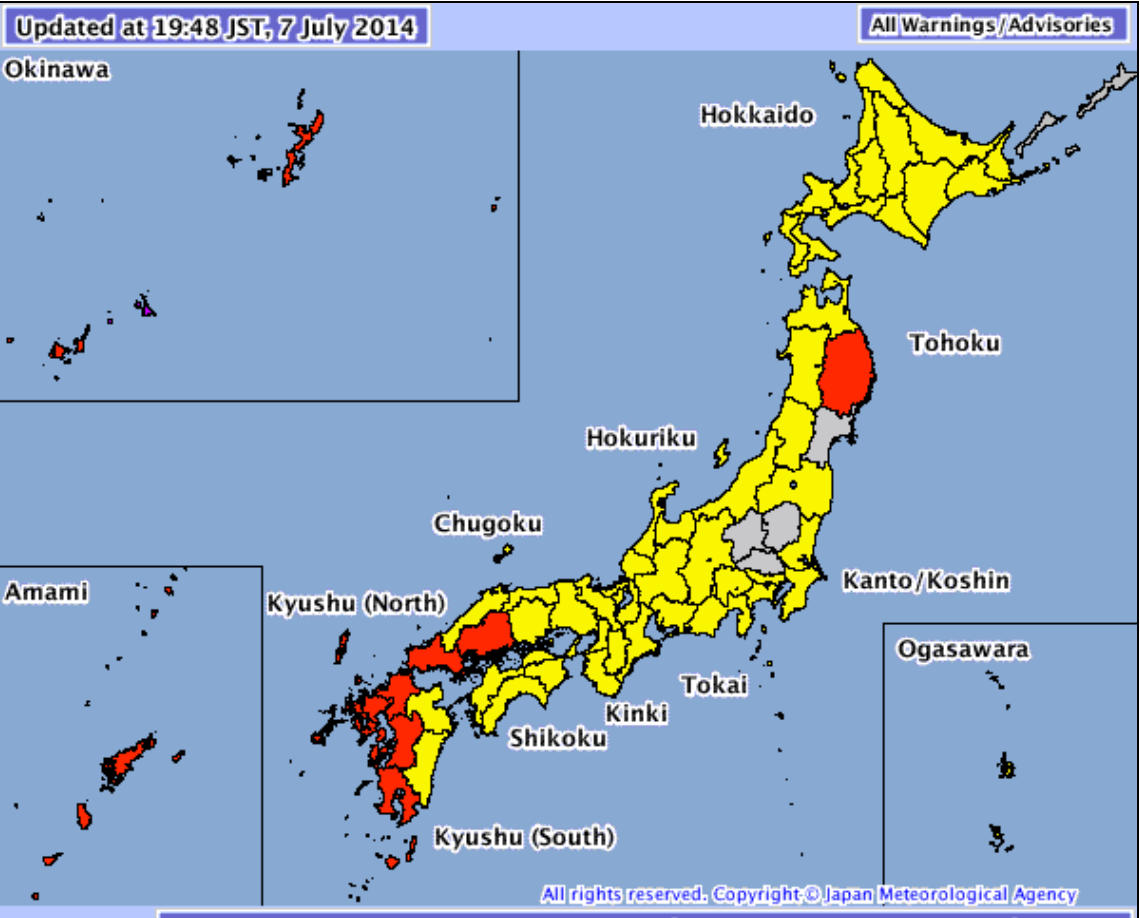 Updated at 19:48 JST, 7 July 2014
All Warnings/Advisories
Okinawa
Hokkaido
Tohoku
Hokuriku
Chugoku
Kanto/Koshin
Amami
Kyushu (North)
Ogasawara
Tokai
Kinki
Shikoku
Kyushu (South)
All rights reserved. Copyright © Japan Meteorological Agency